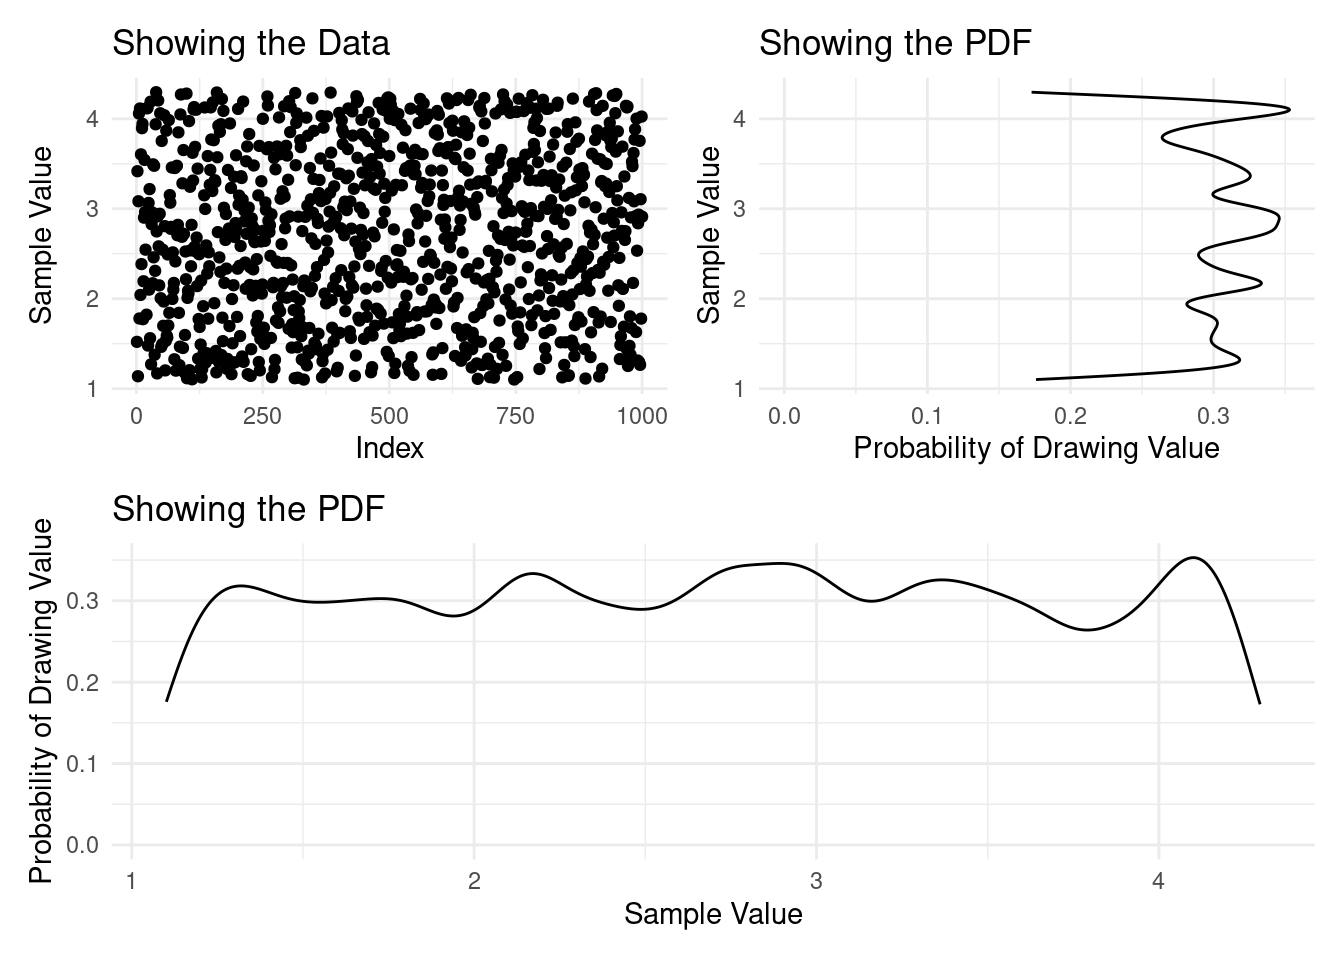 Showing the Data
Sample Value
4
3
2
1
0
250
500
750
1000
Index
Showing the PDF
Sample Value
4
3
2
1
0.0
0.1
0.2
0.3
Probability of Drawing Value
Showing the PDF
Probability of Drawing Value
0.3
0.2
0.1
0.0
1
2
3
4
Sample Value